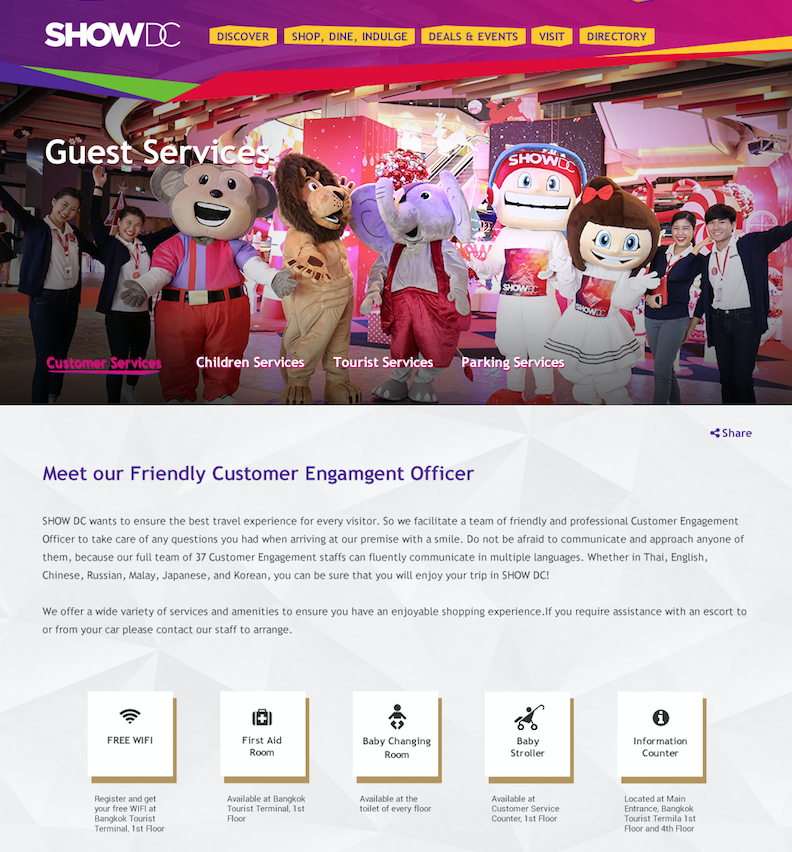 SHOWDC
DISCOVER
SHOP, DINE, INDULGE
DEALS & EVENTS
VISIT
DIRECTORY
Guest Services
SHOWDC
SHOWDC
SHOWDC
Customer Services
Children Services
Tourist Services
Parking Services
Share
Meet our Friendly Customer Engamgent Officer
SHOW DC wants to ensure the best travel experience for every visitor. So we facilitate a team of friendly and professional Customer Engagement
Officer to take care of any questions you had when arriving at our premise with a smile. Do not be afraid to communicate and approach anyone of
them, because our full team of 37 Customer Engagement staffs can fluently communicate in multiple languages. Whether in Thai, English,
Chinese, Russian, Malay, Japanese, and Korean, you can be sure that you will enjoy your trip in SHOW DC!
We offer a wide variety of services and amenities to ensure you have an enjoyable shopping experience.If you require assistance with an escort to
or from your car please contact our staff to arrange.
FREE WIFI
Register and get
your free WIFI at
Bangkok Tourist
Terminal, 1st Floor
First Aid
Room
Available at Bangkok
Tourist Terminal, 1st
Floor
Baby Changing
Room
Available at the
toilet of every floor
Baby
Stroller
Available at
Customer Service
Counter, 1st Floor
Information
Counter
Located at Main
Entrance, Bangkok
Tourist Termila 1st
Floor and 4th Floor